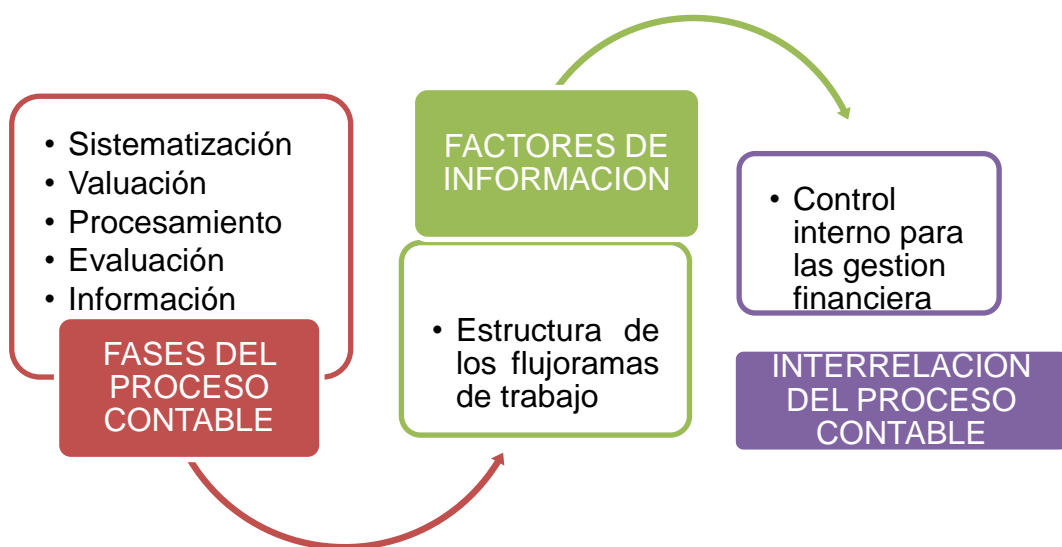 • Sistematización
• Valuación
• Procesamiento
• Evaluación
• Información
FASES DEL
PROCESO
CONTABLE
FACTORES DE
INFORMACION
• Estructura de
los flujoramas
de trabajo
• Control
interno para
las gestion
financiera
INTERRELACION
DEL PROCESO
CONTABLE